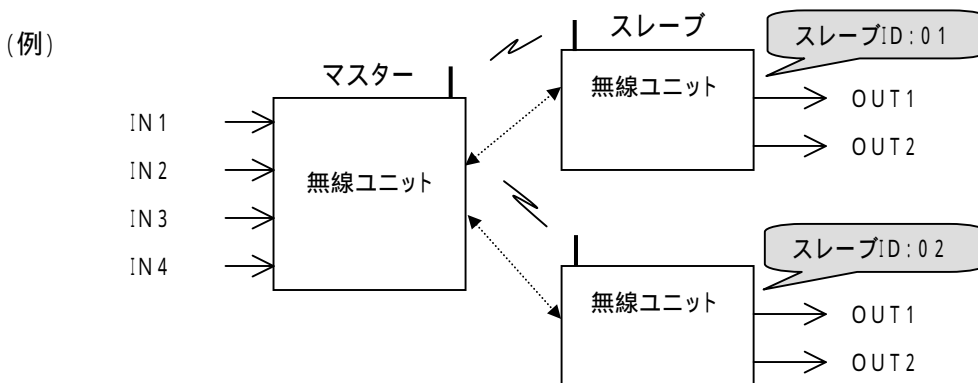 (例)
マスター
無線ユニット
IN1
IN2
IN3
IN4
スレーブ
無線ユニット
スレーブID:01
OUT1
OUT2
無線ユニット
スレーブID:02
OUT1
OUT2